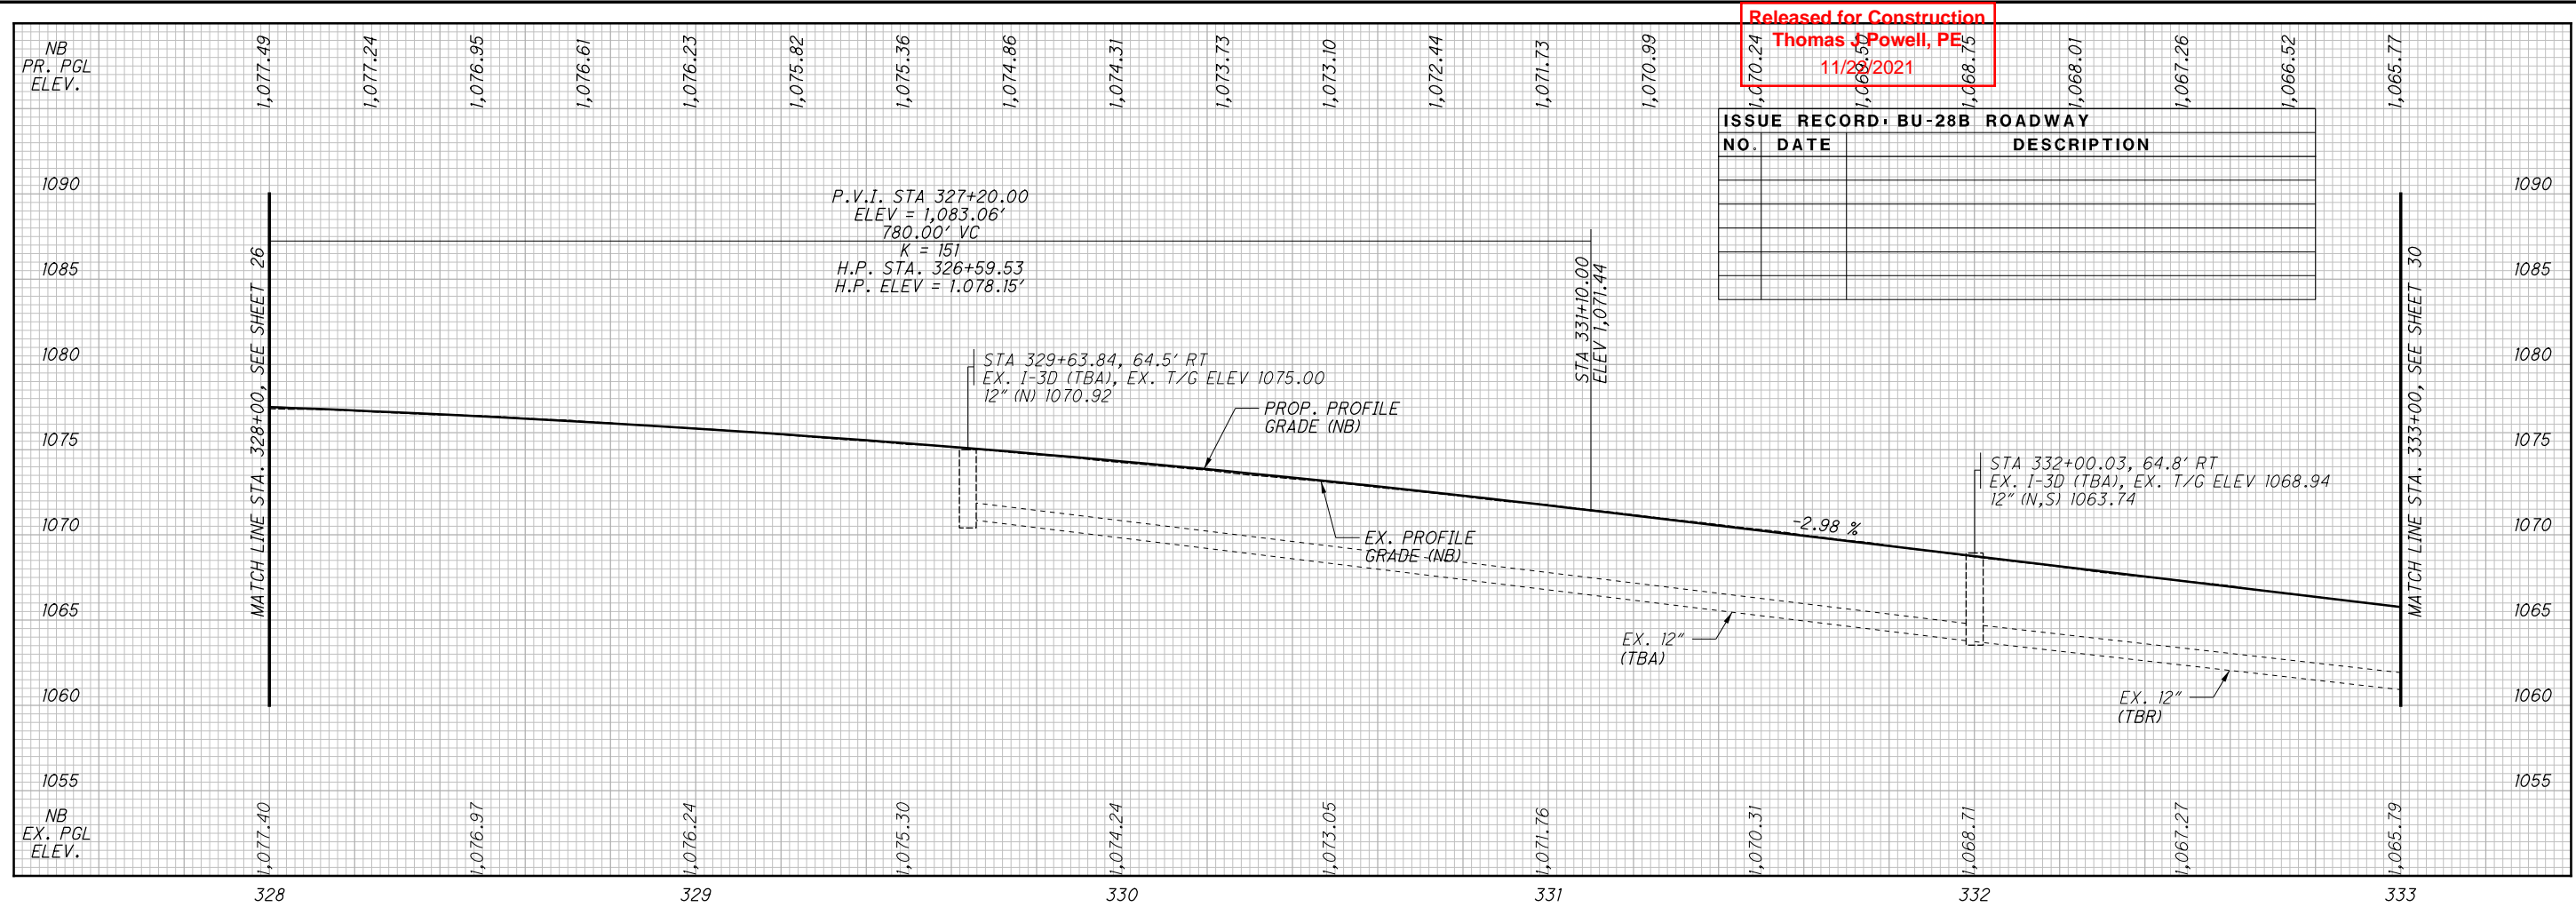 Released for Construction
Thomas J Powell, PE
11/22/2021
NB
PR. PGL
ELEV.
1,077.49
1,077.24
1,076.95
1,076.61
1,076.23
1,075.82
1,075.36
1,074.86
1,074.31
1,073.73
1,073.10
1,072.44
1,071.73
1,070.99
1,070.24
1,069.50
1,068.75
1,068.01
1,067.26
1,066.52
1,065.77
ISSUE RECORD: BU-28B ROADWAY
NO. DATE DESCRIPTION
1090
1085
1080
1075
1070
1065
1060
1055
MATCH LINE STA. 328+00, SEE SHEET 26
P.V.I. STA 327+20.00
ELEV = 1,083.06'
780.00' VC
K = 151
H.P. STA. 326+59.53
H.P. ELEV = 1.078.15'
STA 329+63.84, 64.5' RT
EX. I-3D (TBA), EX. T/G ELEV 1075.00
12" (N) 1070.92
PROP. PROFILE
GRADE (NB)
EX. PROFILE
GRADE (NB)
STA 331+10.00
ELEV 1,071.44
-2.98 %
STA 332+00.03, 64.8' RT
EX. I-3D (TBA), EX. T/G ELEV 1068.94
12" (N,S) 1063.74
EX. 12"
(TBA)
EX. 12"
(TBR)
MATCH LINE STA. 333+00, SEE SHEET 30
1090
1085
1080
1075
1070
1065
1060
1055
NB
EX. PGL
ELEV.
1,077.40
1,076.97
1,076.24
1,075.30
1,074.24
1,073.05
1,071.76
1,070.31
1,068.71
1,067.27
1,065.79
328
329
330
331
332
333